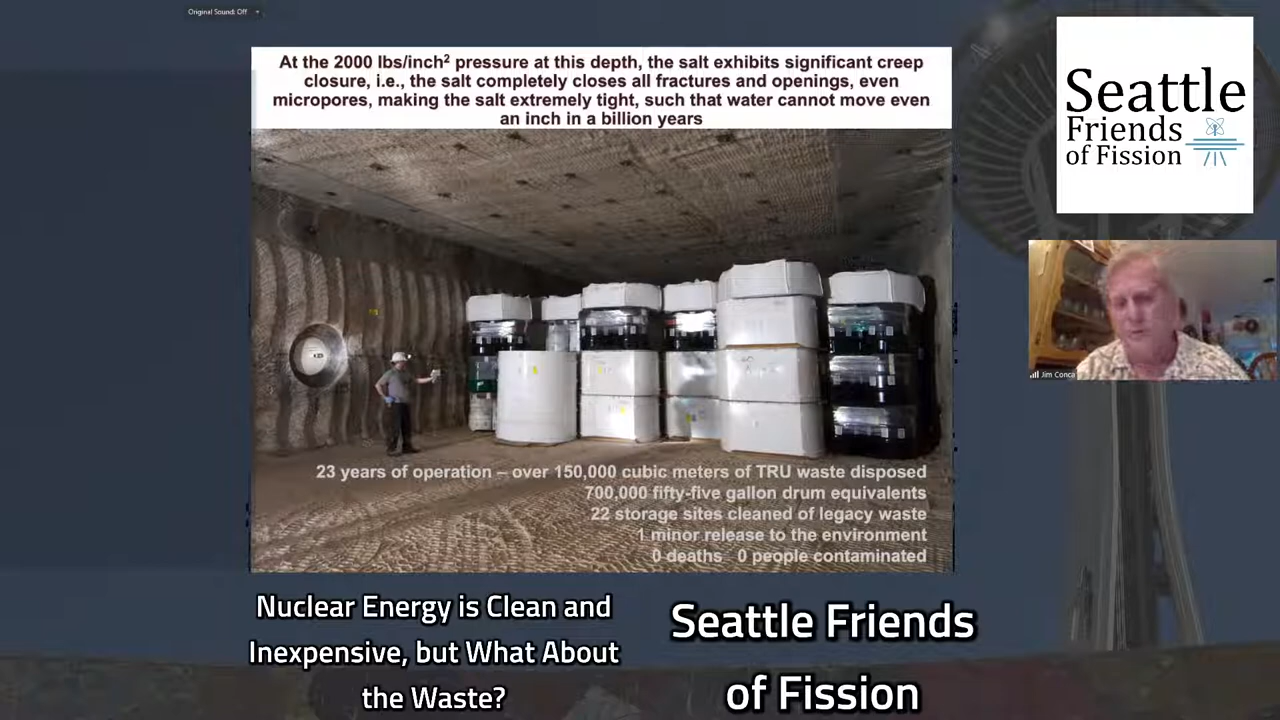 Original Sound: Off
At the 2000 lbs/inch² pressure at this depth, the salt exhibits significant creep
closure, i.e., the salt completely closes all fractures and openings, even
micropores, making the salt extremely tight, such that water cannot move even
an inch in a billion years
23 years of operation – over 150,000 cubic meters of TRU waste disposed
700,000 fifty-five gallon drum equivalents
22 storage sites cleaned of legacy waste
1 minor release to the environment
0 deaths 0 people contaminated
Seattle
Friends
of Fission
Jim Conca
Nuclear Energy is Clean and
Inexpensive, but What About
the Waste?
Seattle Friends
of Fission